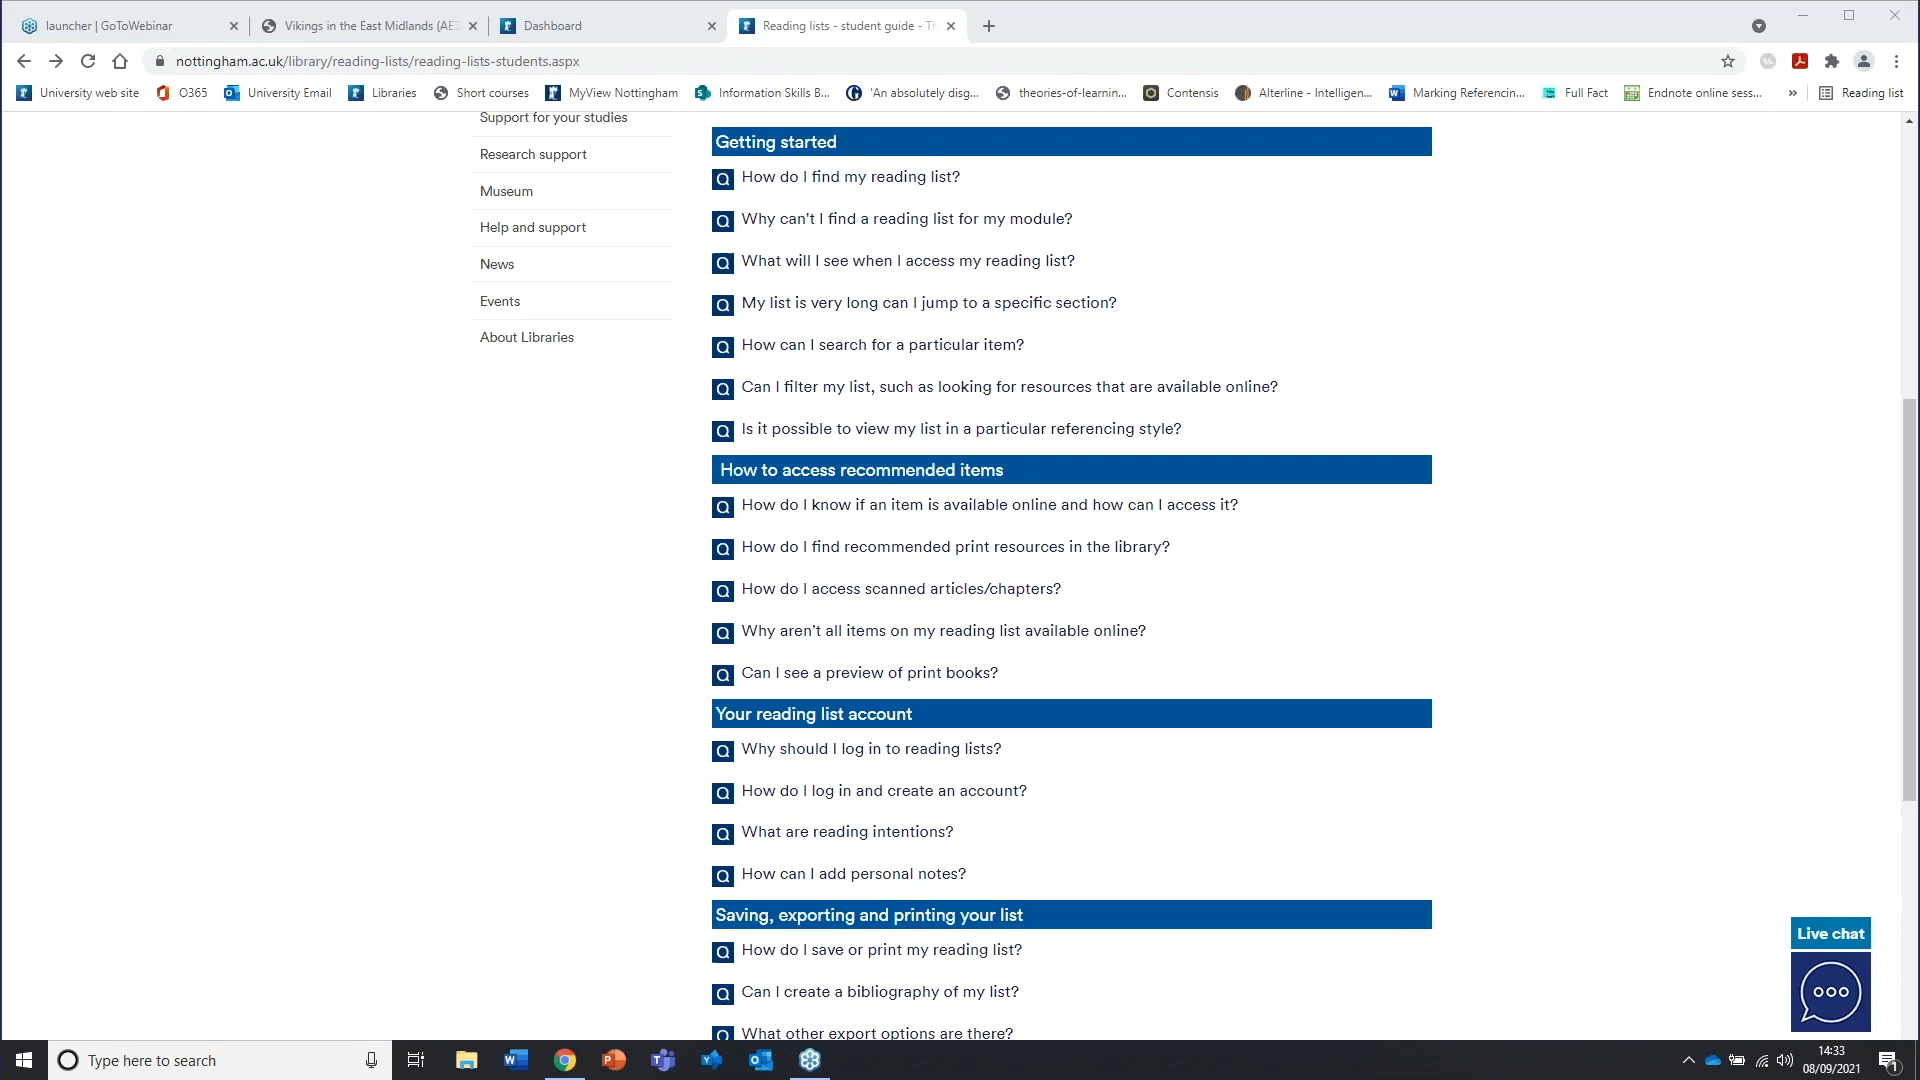 launcher | GoToWebinar
Vikings in the East Midlands (AE3
Dashboard
Reading lists - student guide - Th
nottingham.ac.uk/library/reading-lists/reading-lists-students.aspx
University web site
O365
University Email
Libraries
Short courses
MyView Nottingham
Information Skills B...
'An absolutely disg...
theories-of-learnin...
Contensis
Alterline - Intelligen...
Marking Referencin...
Full Fact
Endnote online sess...
»
Reading list
Support for your studies
Research support
Museum
Help and support
News
Events
About Libraries
Getting started
Q How do I find my reading list?
Q Why can't I find a reading list for my module?
Q What will I see when I access my reading list?
Q My list is very long can I jump to a specific section?
Q How can I search for a particular item?
Q Can I filter my list, such as looking for resources that are available online?
Q Is it possible to view my list in a particular referencing style?
How to access recommended items
Q How do I know if an item is available online and how can I access it?
Q How do I find recommended print resources in the library?
Q How do I access scanned articles/chapters?
Q Why aren't all items on my reading list available online?
Q Can I see a preview of print books?
Your reading list account
Q Why should I log in to reading lists?
Q How do I log in and create an account?
Q What are reading intentions?
Q How can I add personal notes?
Saving, exporting and printing your list
Q How do I save or print my reading list?
Q Can I create a bibliography of my list?
Q What other export options are there?
Live chat
Type here to search
14:33
08/09/2021
1